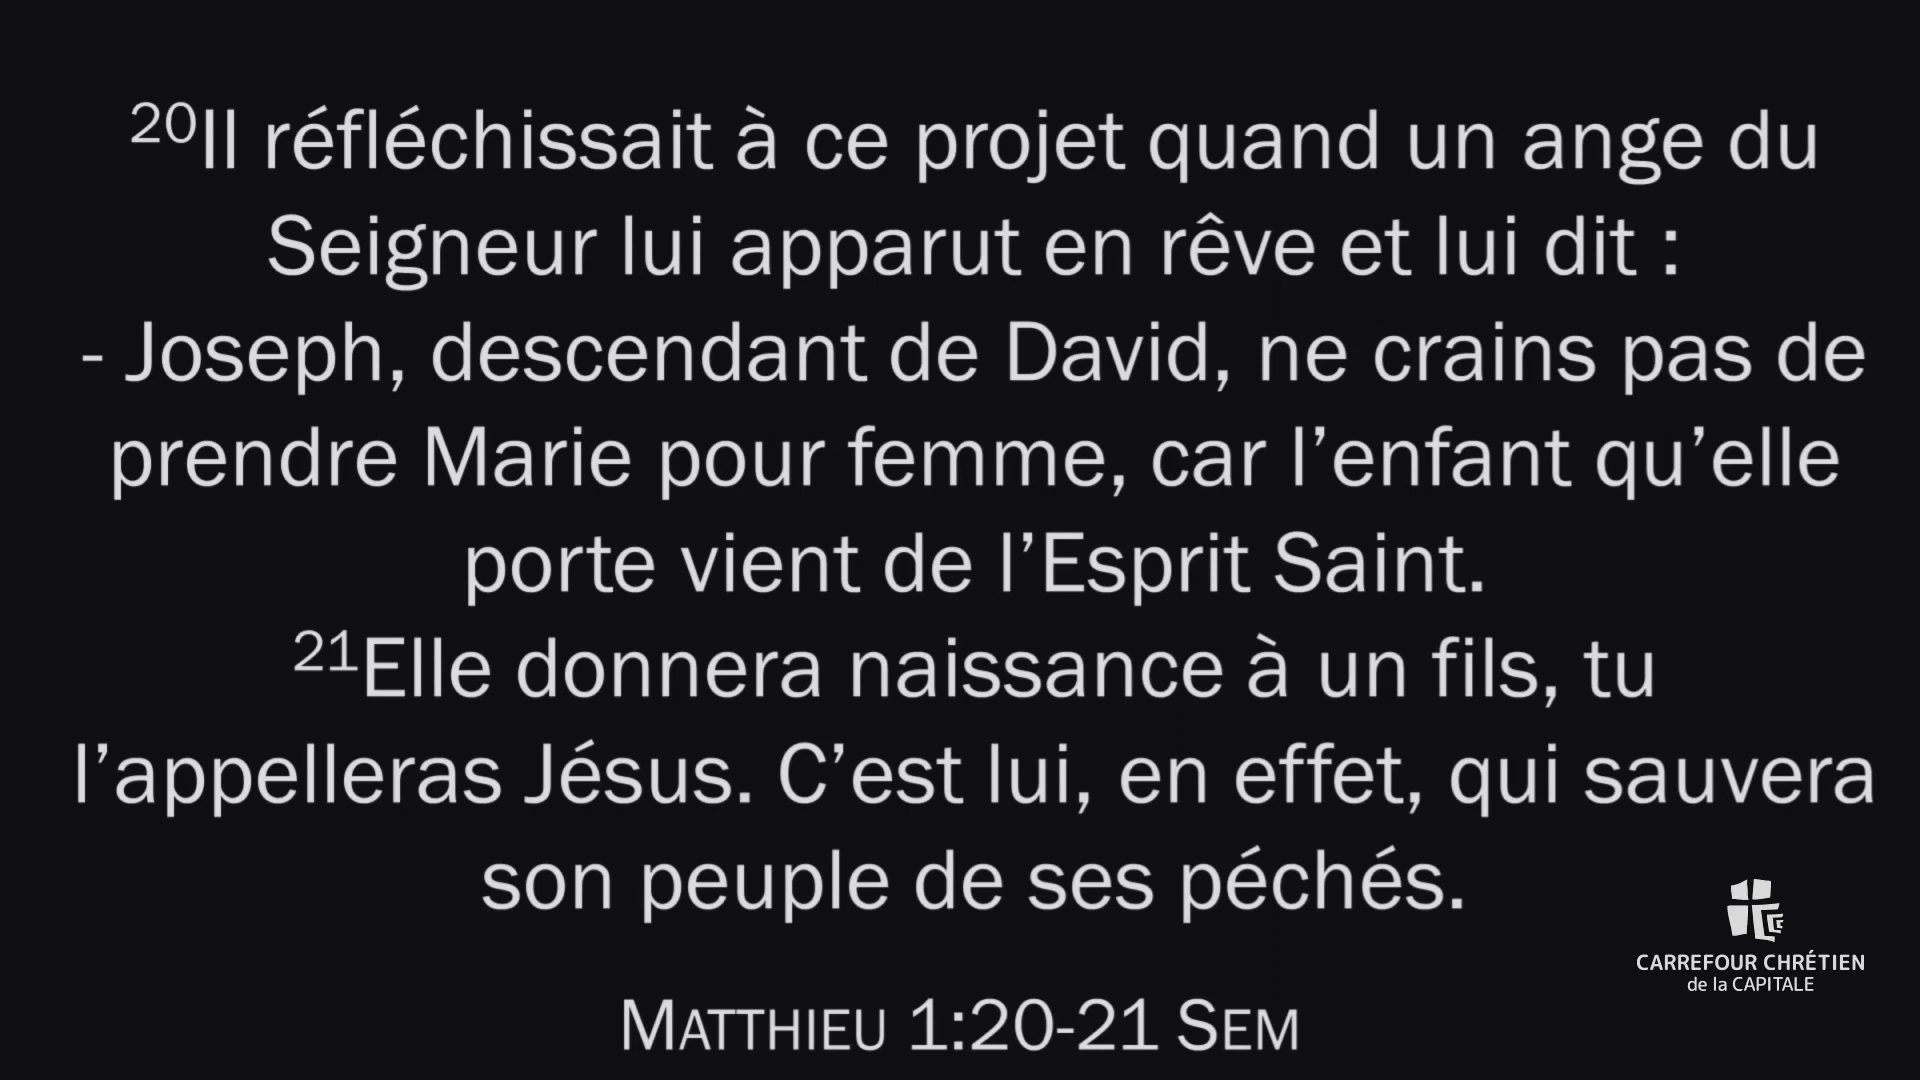 20Il réfléchissait à ce projet quand un ange du
Seigneur lui apparut en rêve et lui dit :
- Joseph, descendant de David, ne crains pas de
prendre Marie pour femme, car l’enfant qu’elle
porte vient de l’Esprit Saint.
21Elle donnera naissance à un fils, tu
l’appelleras Jésus. C’est lui, en effet, qui sauvera
son peuple de ses péchés.
MATTHIEU 1:20-21 SEM
CARREFOUR CHRÉTIEN
de la CAPITALE